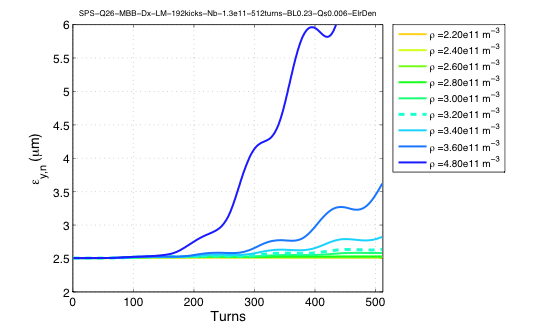 SPS-Q26-MBB-Dx-LM-192kicks-Nb-1.3e11-512turns-BL0.23-Qs0.006-ElrDen
6
5.5
5
4.5
4
3.5
3
2.5
2
ε_y,n (μm)
0 100 200 300 400 500
Turns
ρ =2.20e11 m⁻³
ρ =2.40e11 m⁻³
ρ =2.60e11 m⁻³
ρ =2.80e11 m⁻³
ρ =3.00e11 m⁻³
ρ =3.20e11 m⁻³
ρ =3.40e11 m⁻³
ρ =3.60e11 m⁻³
ρ =4.80e11 m⁻³